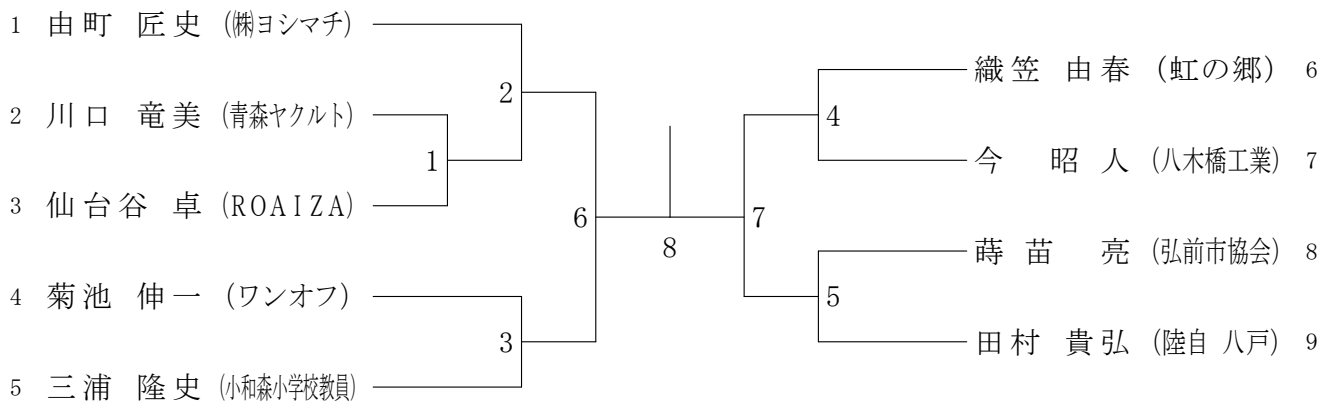 1 由町 匠史 (㈱ヨシマチ)
2 川口 竜美 (青森ヤクルト)
3 仙台谷 卓 (ROAIZA)
4 菊池 伸一 (ワンオフ)
5 三浦 隆史 (小和森小学校教員)
2
1
6
3
8
7
4
5
織笠 由春 (虹の郷) 6
今 昭人 (八木橋工業) 7
蒔苗 亮 (弘前市協会) 8
田村 貴弘 (陸自 八戸) 9